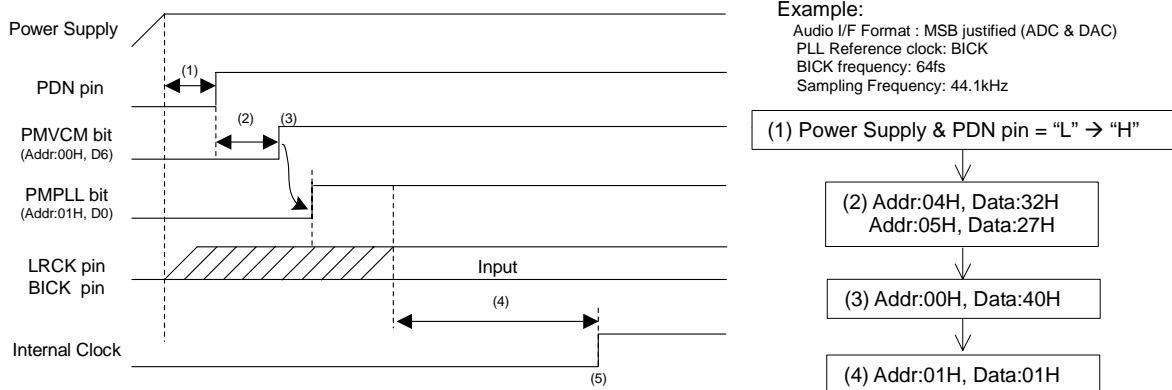 Power Supply
PDN pin
PMVCM bit
(Addr:00H, D6)
PMPLL bit
(Addr:01H, D0)
LRCK pin
BICK pin
Internal Clock
(1)
(2)
(3)
Input
(4)
(5)
Example:
Audio I/F Format : MSB justified (ADC & DAC)
PLL Reference clock: BICK
BICK frequency: 64fs
Sampling Frequency: 44.1kHz
(1) Power Supply & PDN pin = “L” → “H”
(2) Addr:04H, Data:32H
Addr:05H, Data:27H
(3) Addr:00H, Data:40H
(4) Addr:01H, Data:01H